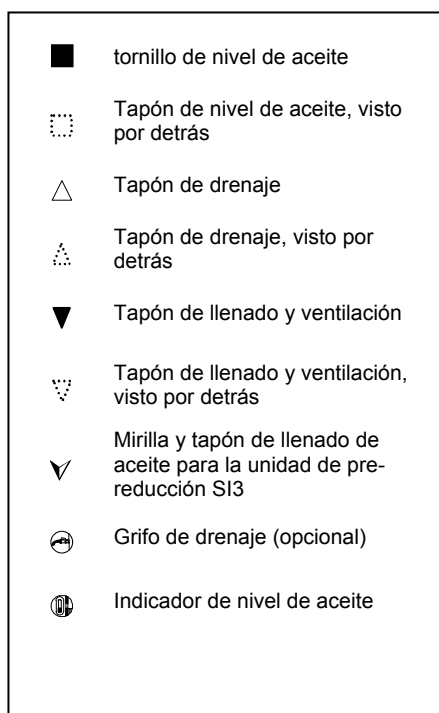 tornillo de nivel de aceite
Tapón de nivel de aceite, visto
por detrás
Tapón de drenaje
Tapón de drenaje, visto por
detrás
Tapón de llenado y ventilación
Tapón de llenado y ventilación,
visto por detrás
Mirilla y tapón de llenado de
aceite para la unidad de pre-
reducción SI3
Grifo de drenaje (opcional)
Indicador de nivel de aceite